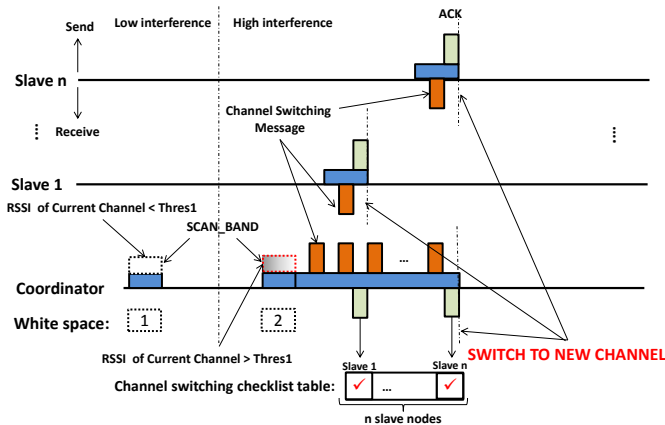 Low interference
High interference
ACK
Send
Slave n
Channel Switching
Message
Receive
Slave 1
RSSI of Current Channel < Thres1
SCAN_BAND
...
Coordinator
White space:
1
2
RSSI of Current Channel > Thres1
SWITCH TO NEW CHANNEL
Slave 1
Slave n
Channel switching checklist table:
✓ ... ✓
n slave nodes